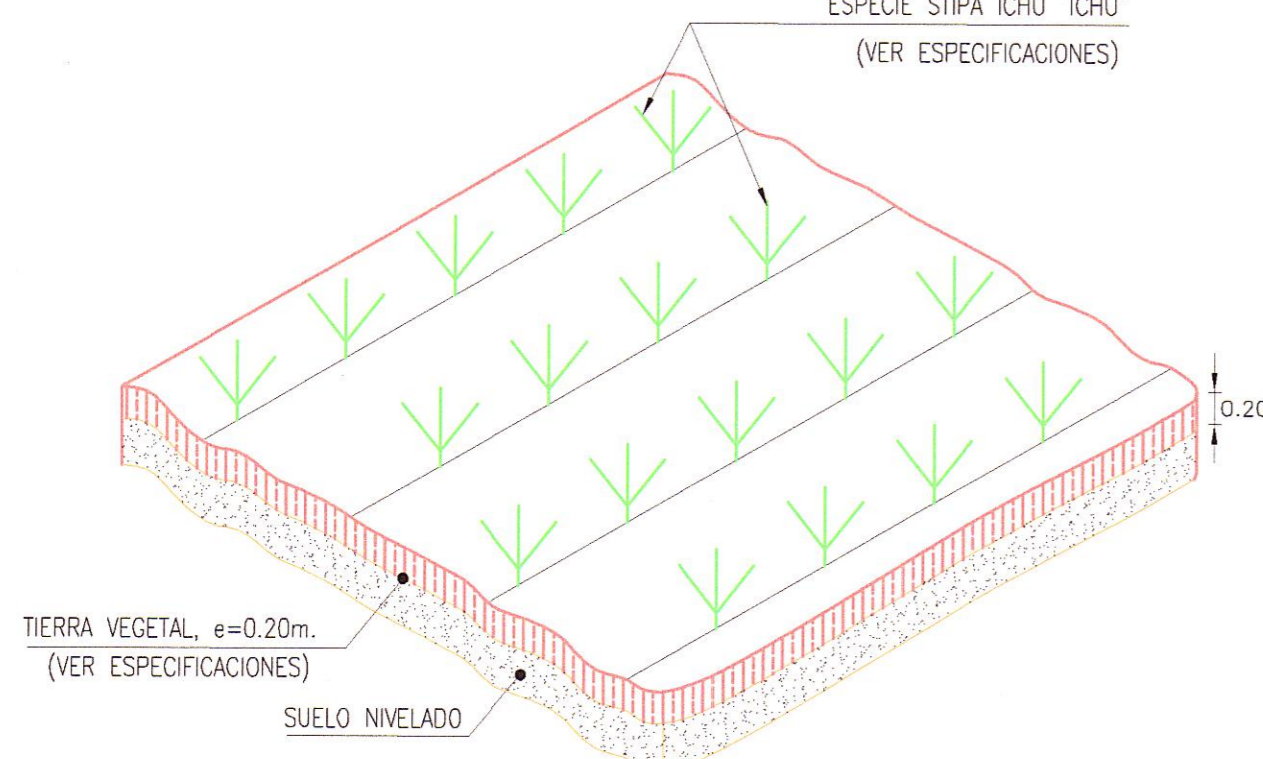 ESPECIE STIPA ICHU "ICHU"
(VER ESPECIFICACIONES)
0.20
TIERRA VEGETAL, e=0.20m.
(VER ESPECIFICACIONES)
SUELO NIVELADO